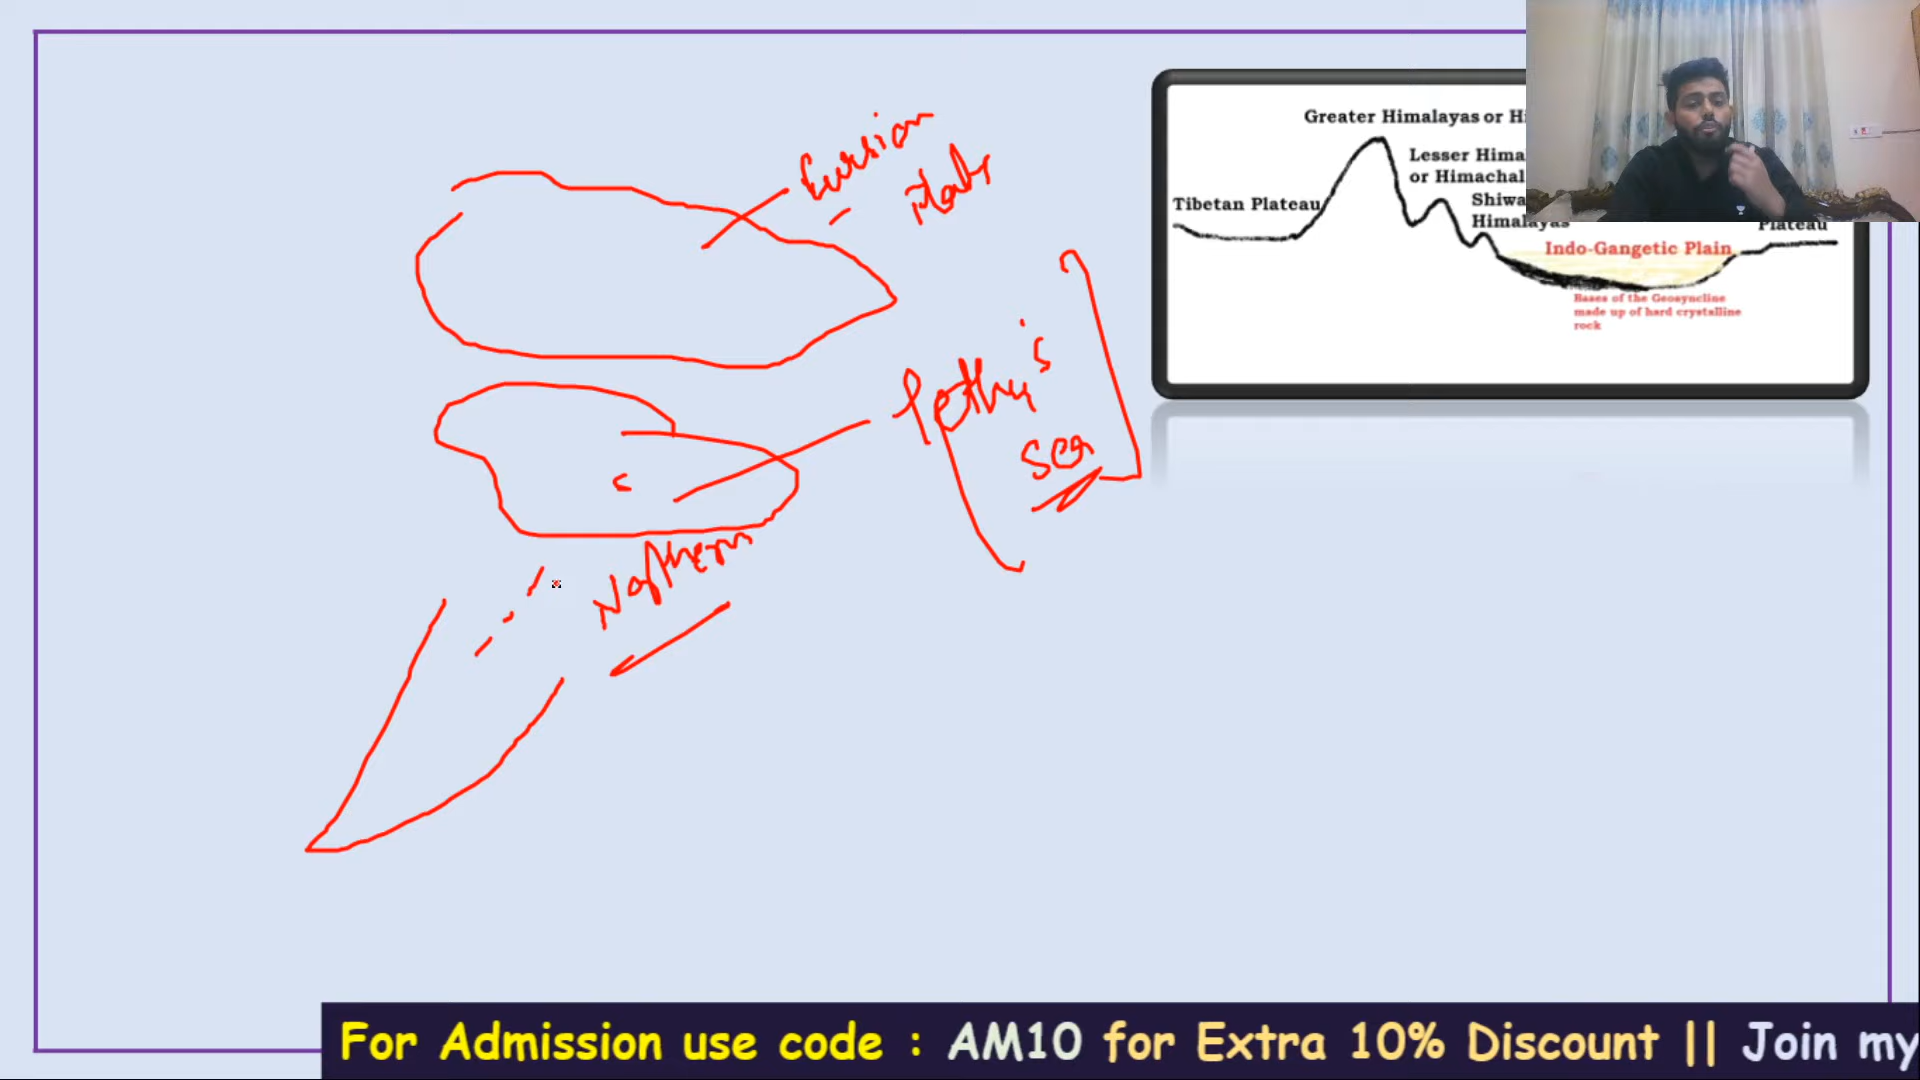 Eursion
Plate
Tethy's
Sea
Northern
Greater Himalayas or Hi
Lesser Hima
or Himachal
Shiwa
Himalayas
Tibetan Plateau
Plateau
Indo-Gangetic Plain
Bases of the Geosyncline
made up of hard crystalline
rock
For Admission use code : AM10 for Extra 10% Discount || Join my